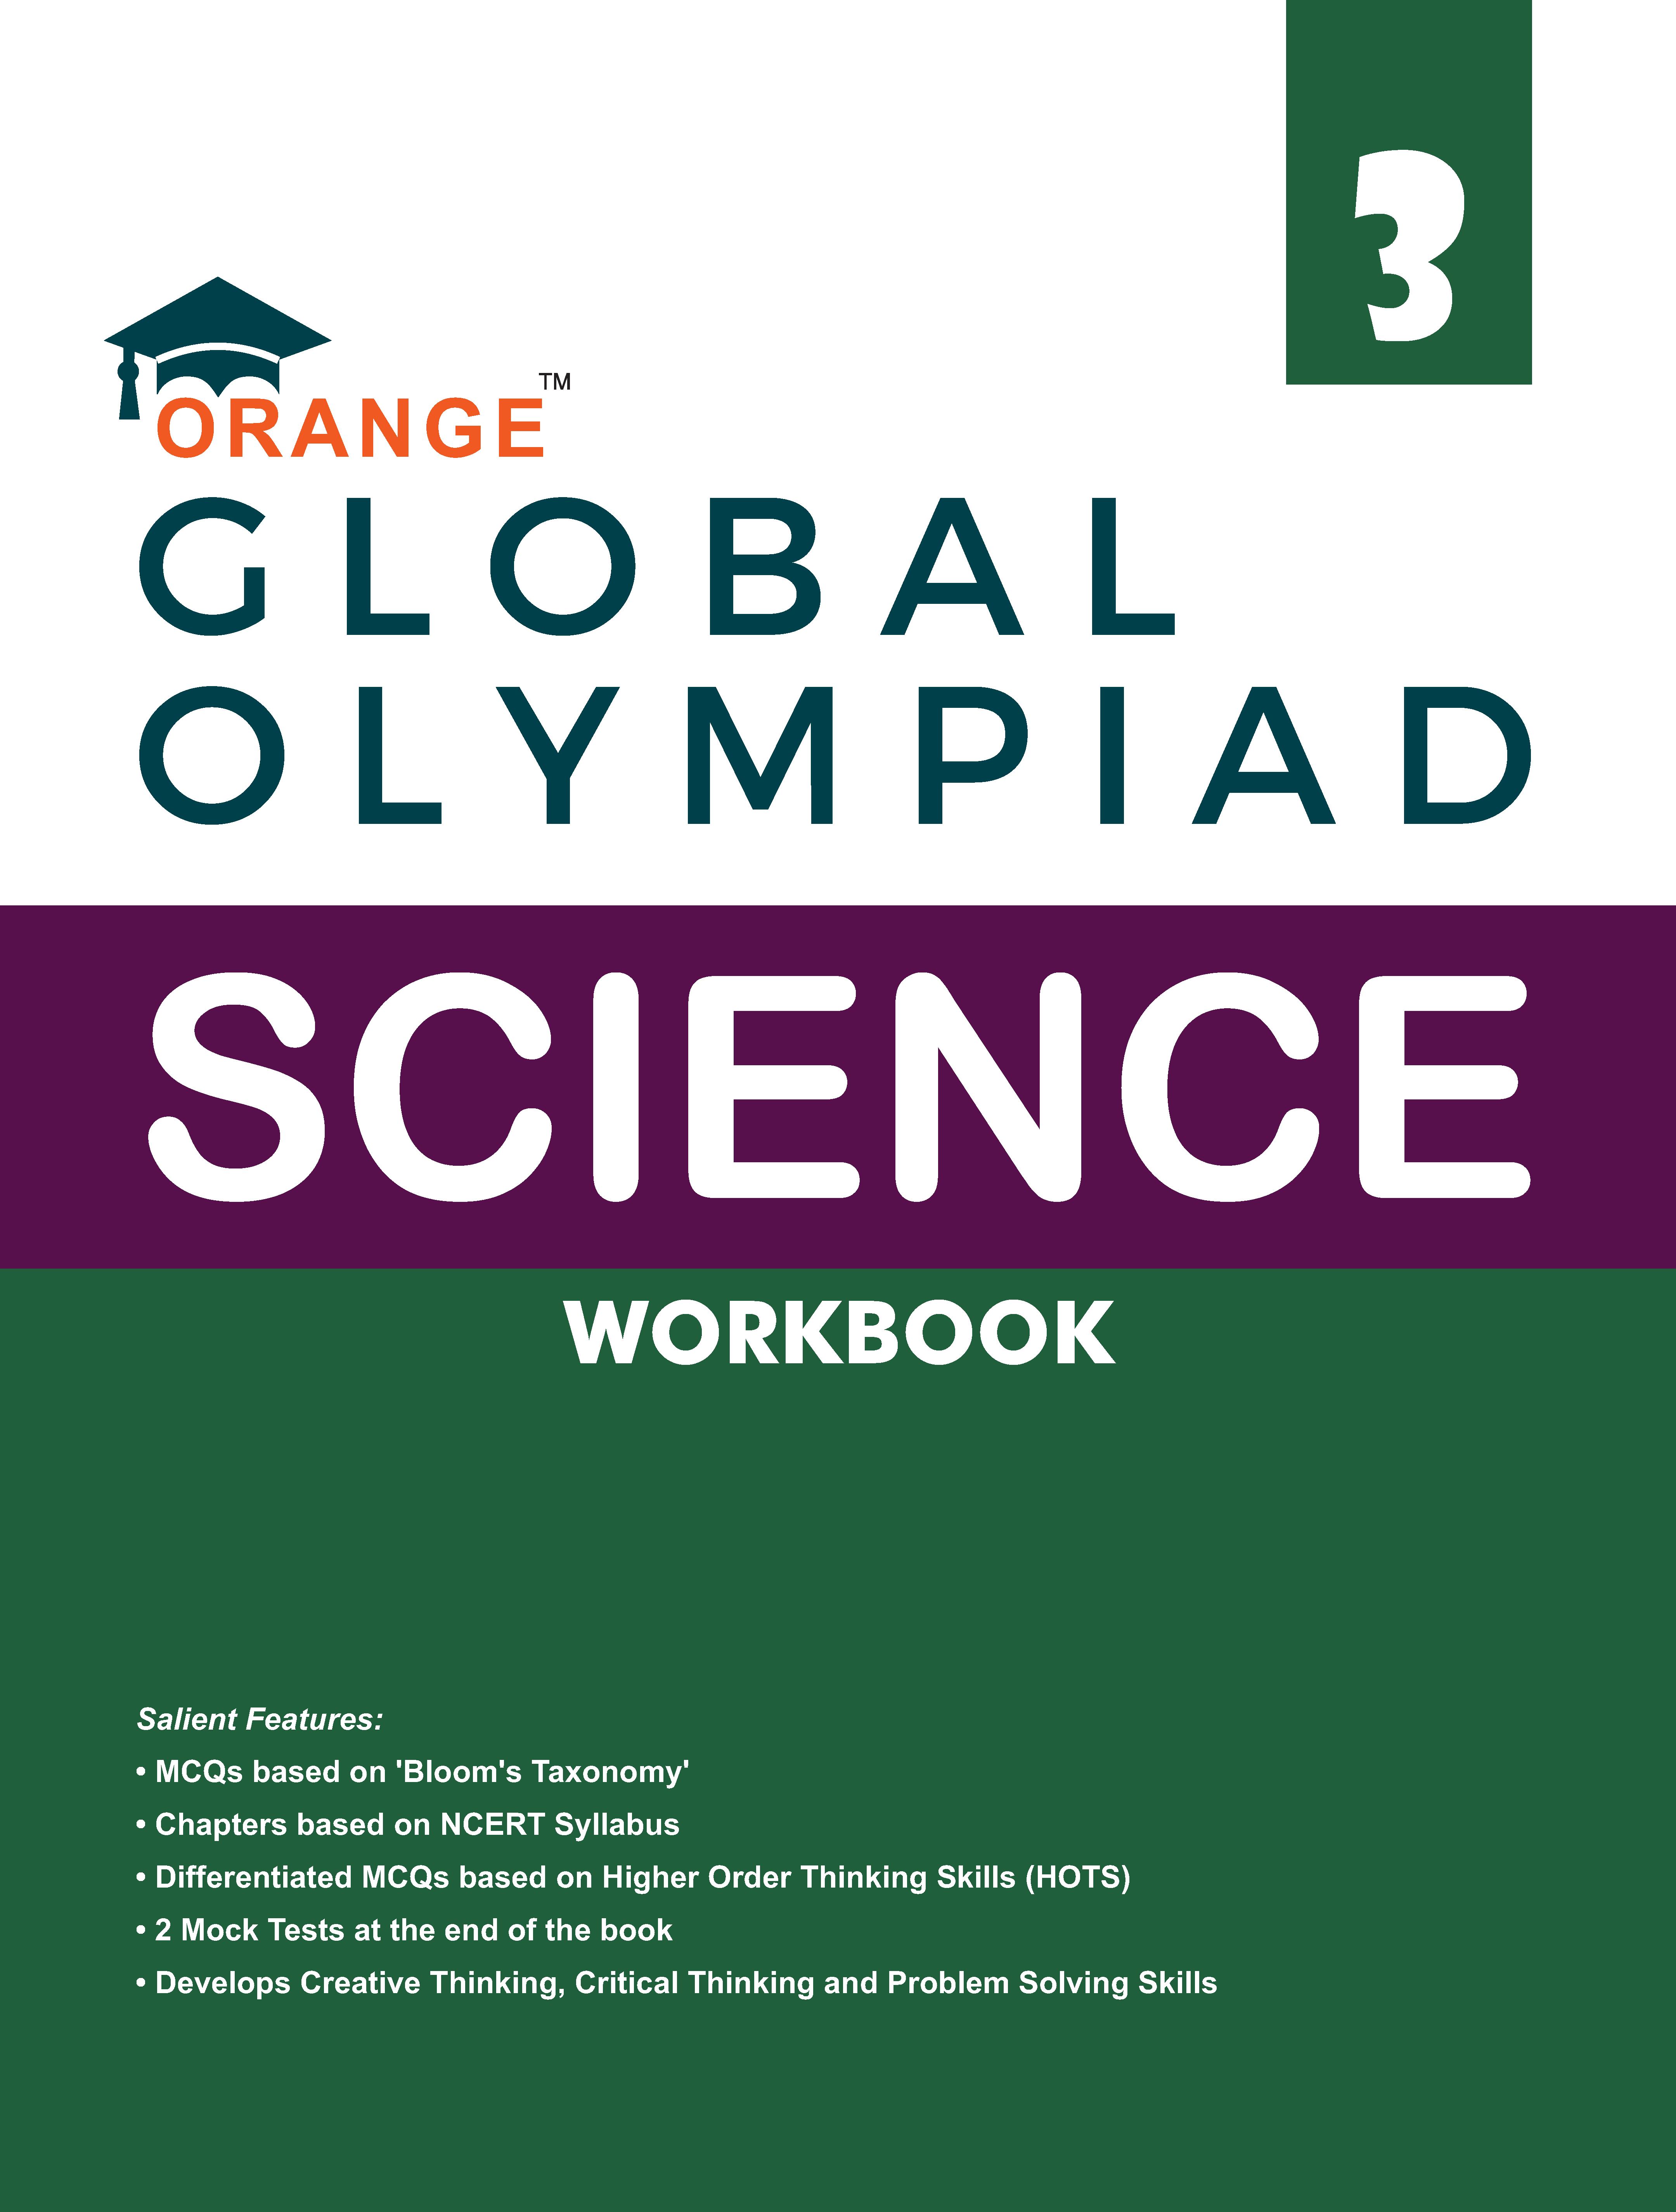 3
ORANGE™
GLOBAL
OLYMPIAD
SCIENCE
WORKBOOK
Salient Features:
• MCQs based on 'Bloom's Taxonomy'
• Chapters based on NCERT Syllabus
• Differentiated MCQs based on Higher Order Thinking Skills (HOTS)
• 2 Mock Tests at the end of the book
• Develops Creative Thinking, Critical Thinking and Problem Solving Skills